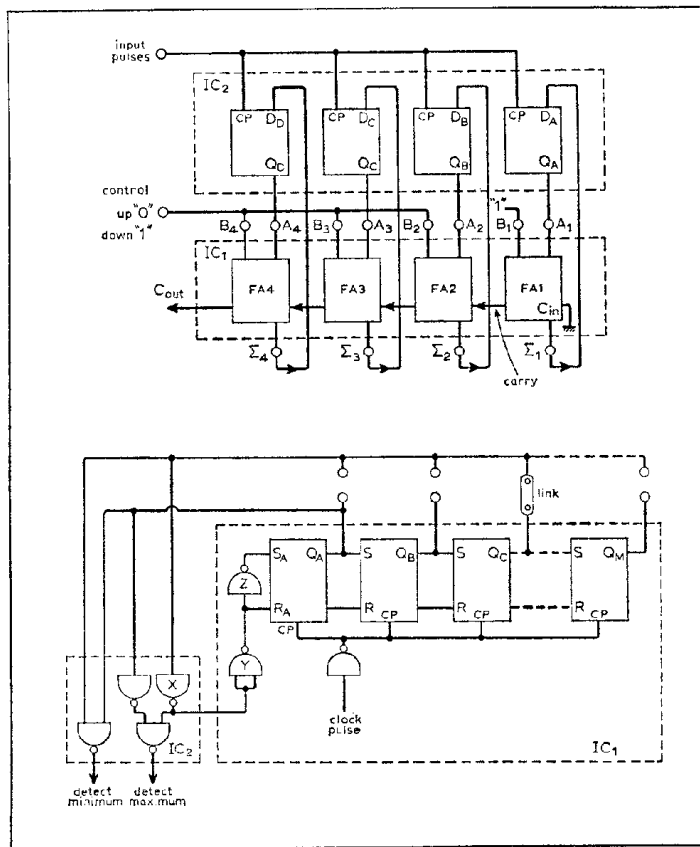 input
pulses
IC2
CP DD
QC
CP DC
QC
CP DB
QB
CP DA
QA
control
up "0"
down "1"
B4 A4 B3 A3 B2 A2 "1" B1 A1
IC1
Cout
FA4 FA3 FA2 FA1
Cin
Σ4 Σ3 Σ2 Σ1
carry
link
SA QA S QB S QC S QM
Z
RA R R R
CP CP CP CP
Y
X
clock
pulse
IC2
IC1
detect
minimum
detect
maximum